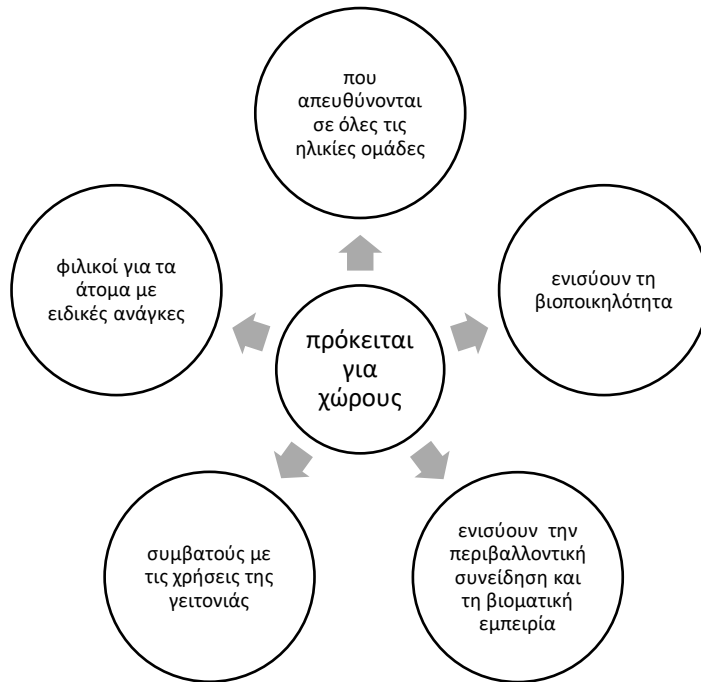 που
απευθύνονται
σε όλες τις
ηλικίες ομάδες
φιλικοί για τα
άτομα με
ειδικές ανάγκες
ενισύουν τη
βιοποικηλότητα
πρόκειται
για
χώρους
συμβατούς με
τις χρήσεις της
γειτονιάς
ενισύουν την
περιβαλλοντική
συνείδηση και
τη βιοματική
εμπειρία